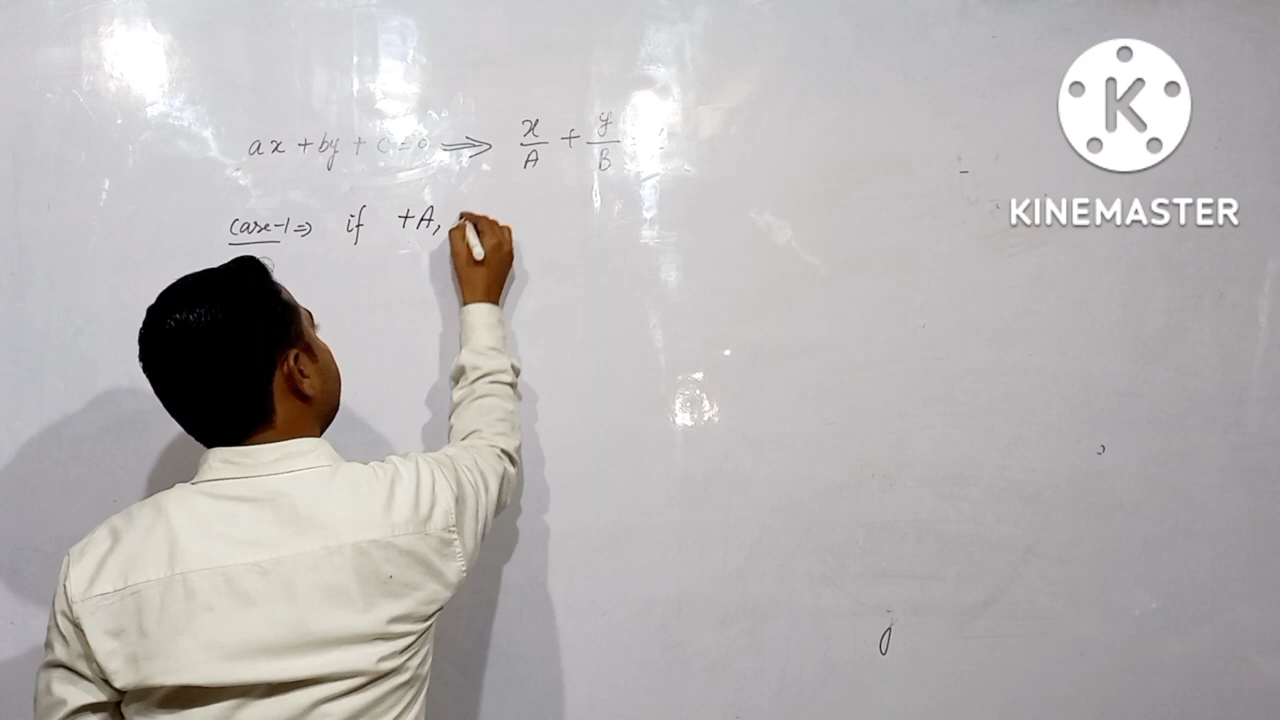 ax + by + c = 0 ⇒ x/A + y/B
Case-1 ⇒ if +A,
KINEMASTER